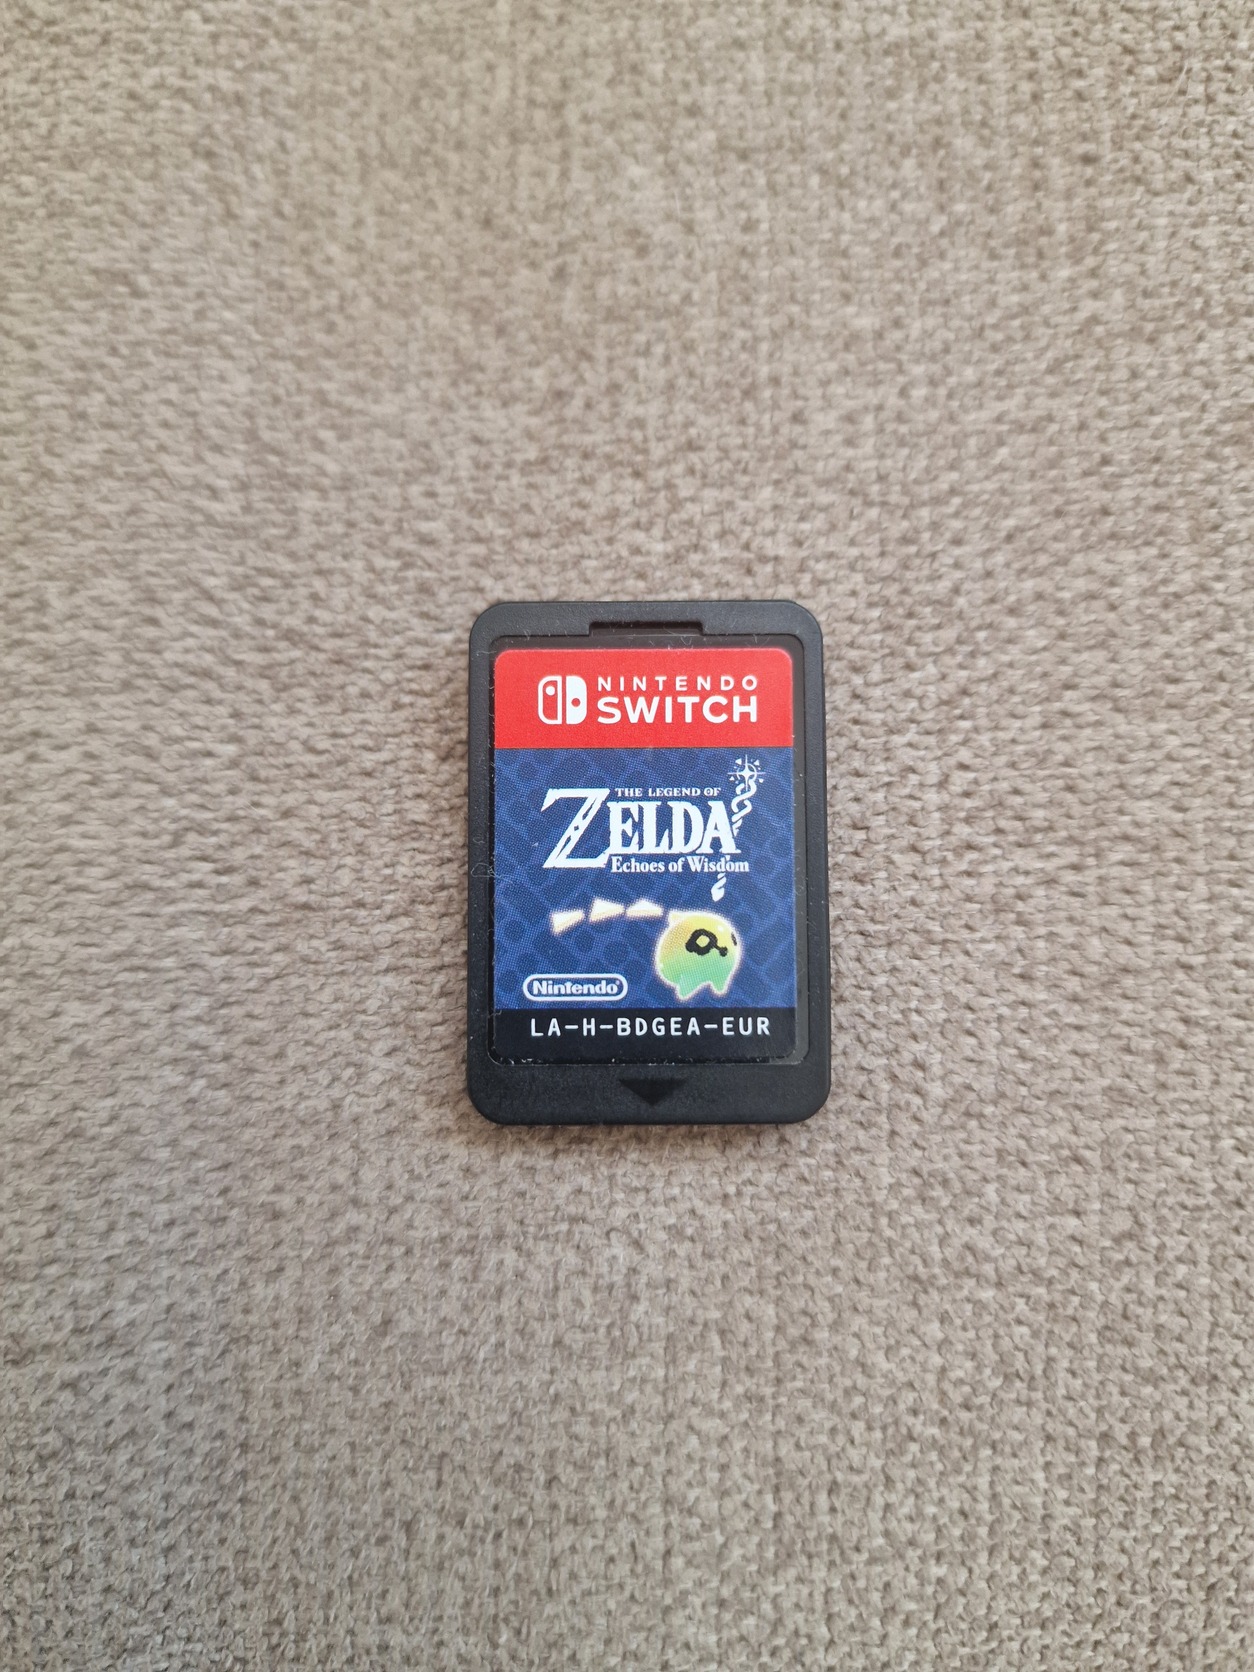 NINTENDO
SWITCH
THE LEGEND OF
ZELDA
Echoes of Wisdom
Nintendo®
LA-H-BDGEA-EUR